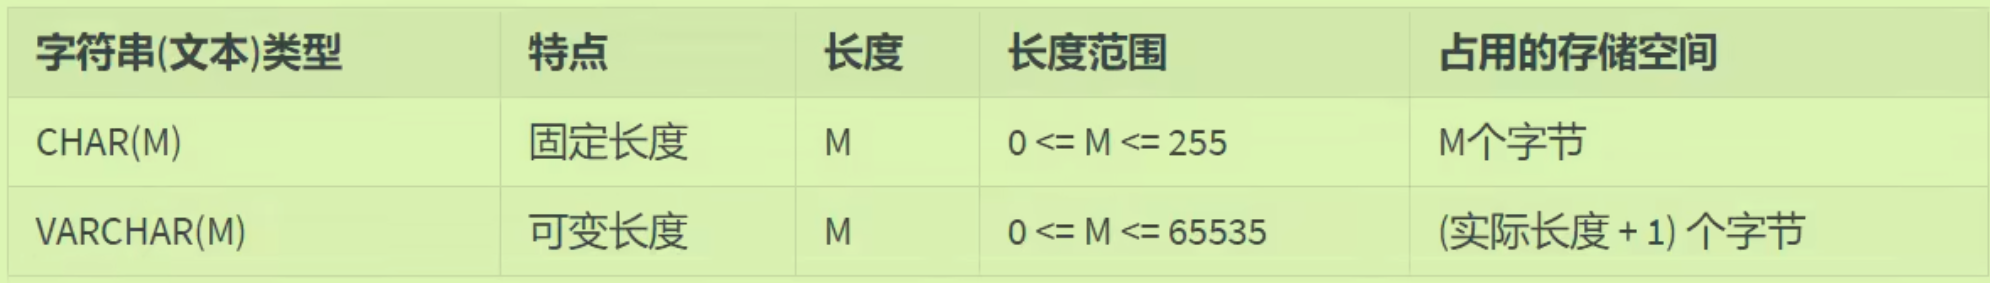 字符串(文本)类型 特点 长度 长度范围 占用的存储空间
CHAR(M) 固定长度 M 0 <= M <= 255 M个字节
VARCHAR(M) 可变长度 M 0 <= M <= 65535 (实际长度 + 1) 个字节